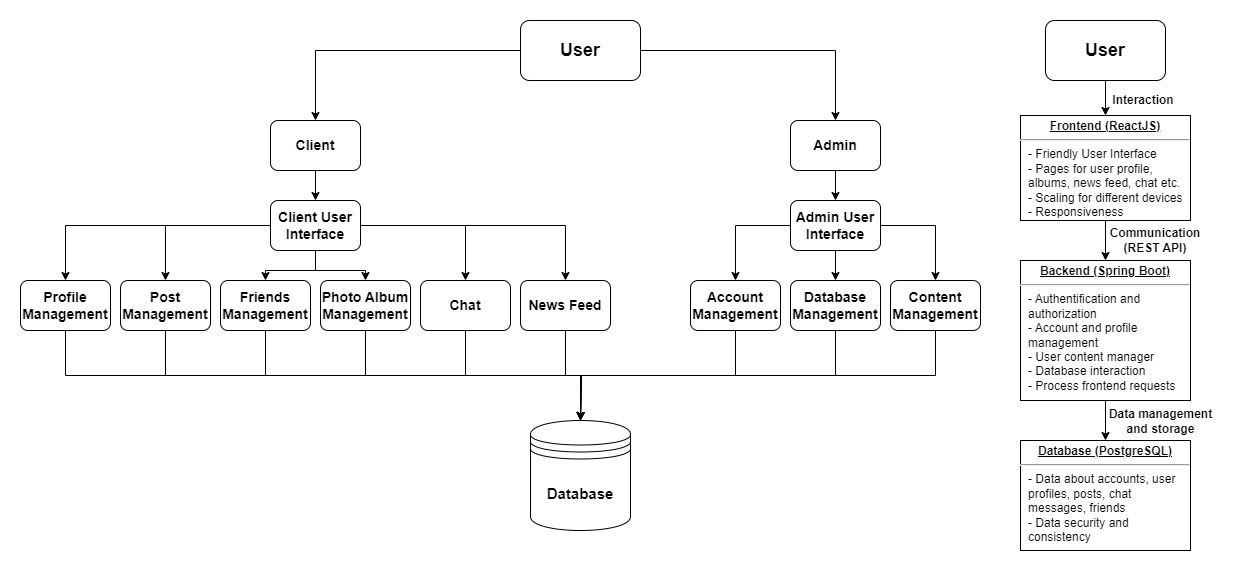 User
Client
Admin
Client User
Interface
Admin User
Interface
Profile
Management
Post
Management
Friends
Management
Photo Album
Management
Chat
News Feed
Account
Management
Database
Management
Content
Management
Database
User
Interaction
Frontend (ReactJS)
- Friendly User Interface
- Pages for user profile,
albums, news feed, chat etc.
- Scaling for different devices
- Responsiveness
Communication
(REST API)
Backend (Spring Boot)
- Authentification and
authorization
- Account and profile
management
- User content manager
- Database interaction
- Process frontend requests
Data management
and storage
Database (PostgreSQL)
- Data about accounts, user
profiles, posts, chat
messages, friends
- Data security and
consistency